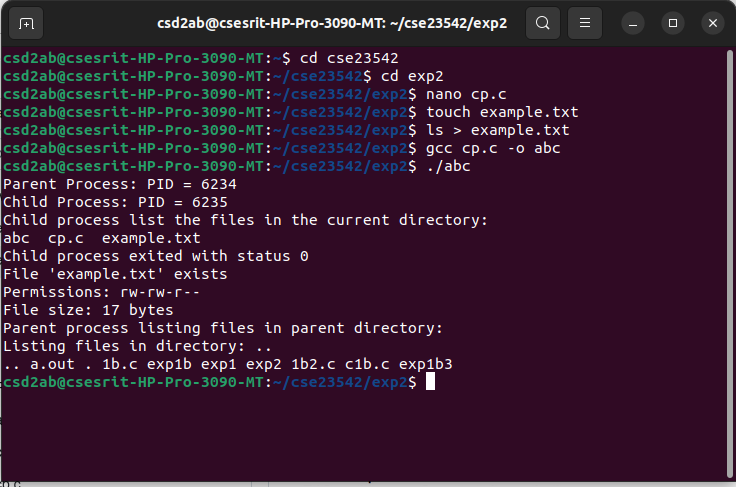 csd2ab@csesrit-HP-Pro-3090-MT: ~/cse23542/exp2
csd2ab@csesrit-HP-Pro-3090-MT:~$ cd cse23542
csd2ab@csesrit-HP-Pro-3090-MT:~/cse23542$ cd exp2
csd2ab@csesrit-HP-Pro-3090-MT:~/cse23542/exp2$ nano cp.c
csd2ab@csesrit-HP-Pro-3090-MT:~/cse23542/exp2$ touch example.txt
csd2ab@csesrit-HP-Pro-3090-MT:~/cse23542/exp2$ ls > example.txt
csd2ab@csesrit-HP-Pro-3090-MT:~/cse23542/exp2$ gcc cp.c -o abc
csd2ab@csesrit-HP-Pro-3090-MT:~/cse23542/exp2$ ./abc
Parent Process: PID = 6234
Child Process: PID = 6235
Child process list the files in the current directory:
abc  cp.c  example.txt
Child process exited with status 0
File 'example.txt' exists
Permissions: rw-rw-r--
File size: 17 bytes
Parent process listing files in parent directory:
Listing files in directory: ..
.. a.out . 1b.c exp1b exp1 exp2 1b2.c c1b.c exp1b3
csd2ab@csesrit-HP-Pro-3090-MT:~/cse23542/exp2$